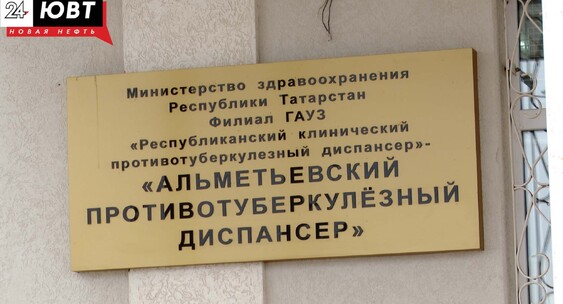 24 ЮВТ
НОВАЯ НЕФТЬ
Министерство здравоохранения
Республики Татарстан
Филиал ГАУЗ
«Республиканский клинический
противотуберкулезный диспансер»-
«АЛЬМЕТЬЕВСКИЙ
ПРОТИВОТУБЕРКУЛЁЗНЫЙ
ДИСПАНСЕР»